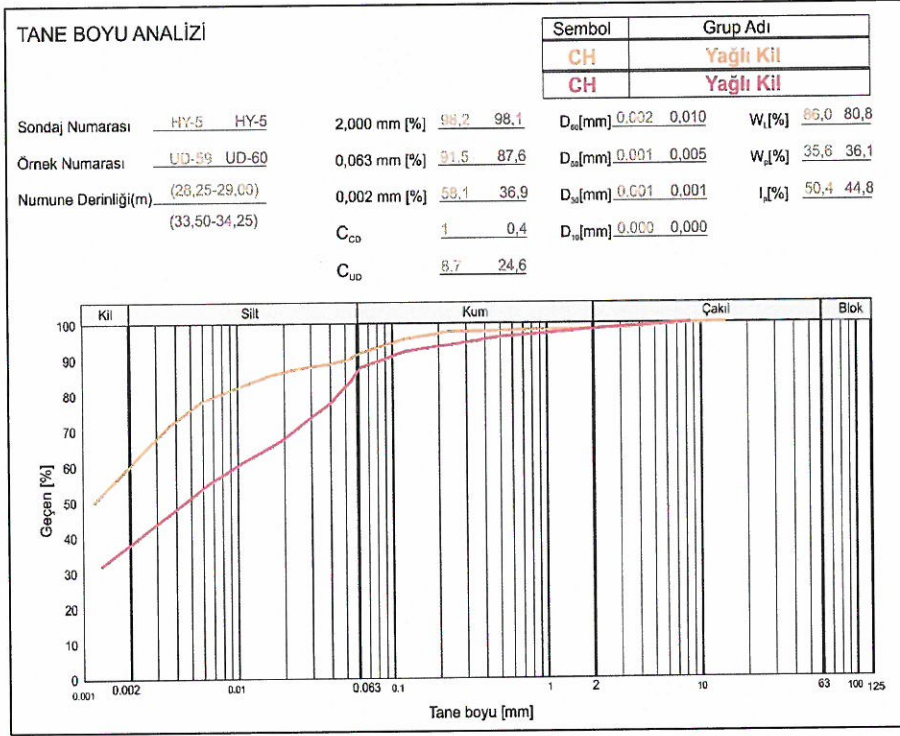 TANE BOYU ANALİZİ
Sembol Grup Adı
CH Yağlı Kil
CH Yağlı Kil
Sondaj Numarası HY-5 HY-5
Örnek Numarası UD-59 UD-60
Numune Derinliği(m) (28,25-29,00)
(33,50-34,25)
2,000 mm [%] 98,2 98,1
0,063 mm [%] 91,5 87,6
0,002 mm [%] 58,1 36,9
C_CD 1 0,4
C_UD 8,7 24,6
D₆₀[mm] 0.002 0,010
D₅₀[mm] 0.001 0,005
D₃₀[mm] 0.001 0,001
D₁₀[mm] 0.000 0,000
W_L[%] 86,0 80,8
W_p[%] 35,6 36,1
I_p[%] 50,4 44,8
Kil Silt Kum Çakıl Blok
Geçen [%]
100
90
80
70
60
50
40
30
20
10
0
0.001 0.002 0.01 0.063 0.1 1 2 10 63 100 125
Tane boyu [mm]